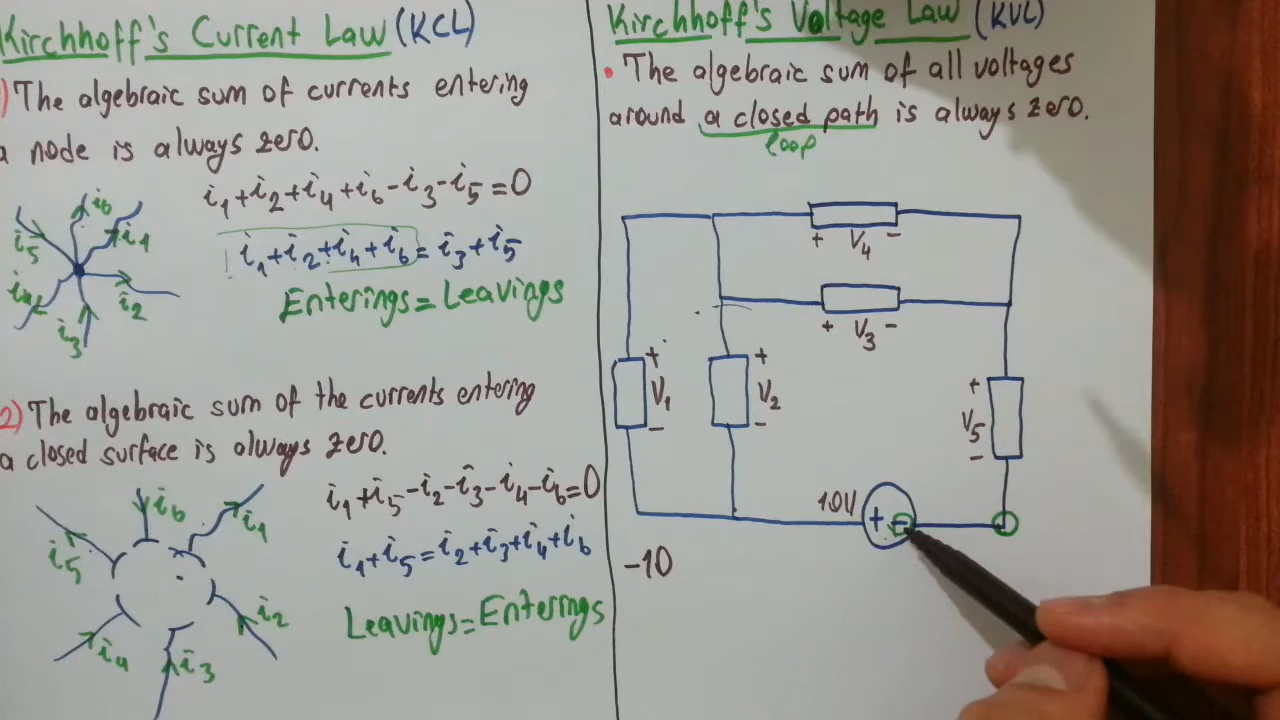 Kirchhoff's Current Law (KCL)
1) The algebraic sum of currents entering
a node is always zero.
i1+i2+i4+i6-i3-i5=0
i1+i2+i4+i6=i3+i5
Enterings=Leavings
i6
i5
i1
i4
i2
i3
2) The algebraic sum of the currents entering
a closed surface is always zero.
i1+i5-i2-i3-i4-i6=0
i1+i5=i2+i3+i4+i6
Leavings=Enterings
i6
i1
i5
i2
i4
i3
Kirchhoff's Voltage Law (KVL)
• The algebraic sum of all voltages
around a closed path is always zero.
loop
+ V4 -
+ V3 -
+ V1 -
+ V2 -
+ V5 -
10V
+ -
-10